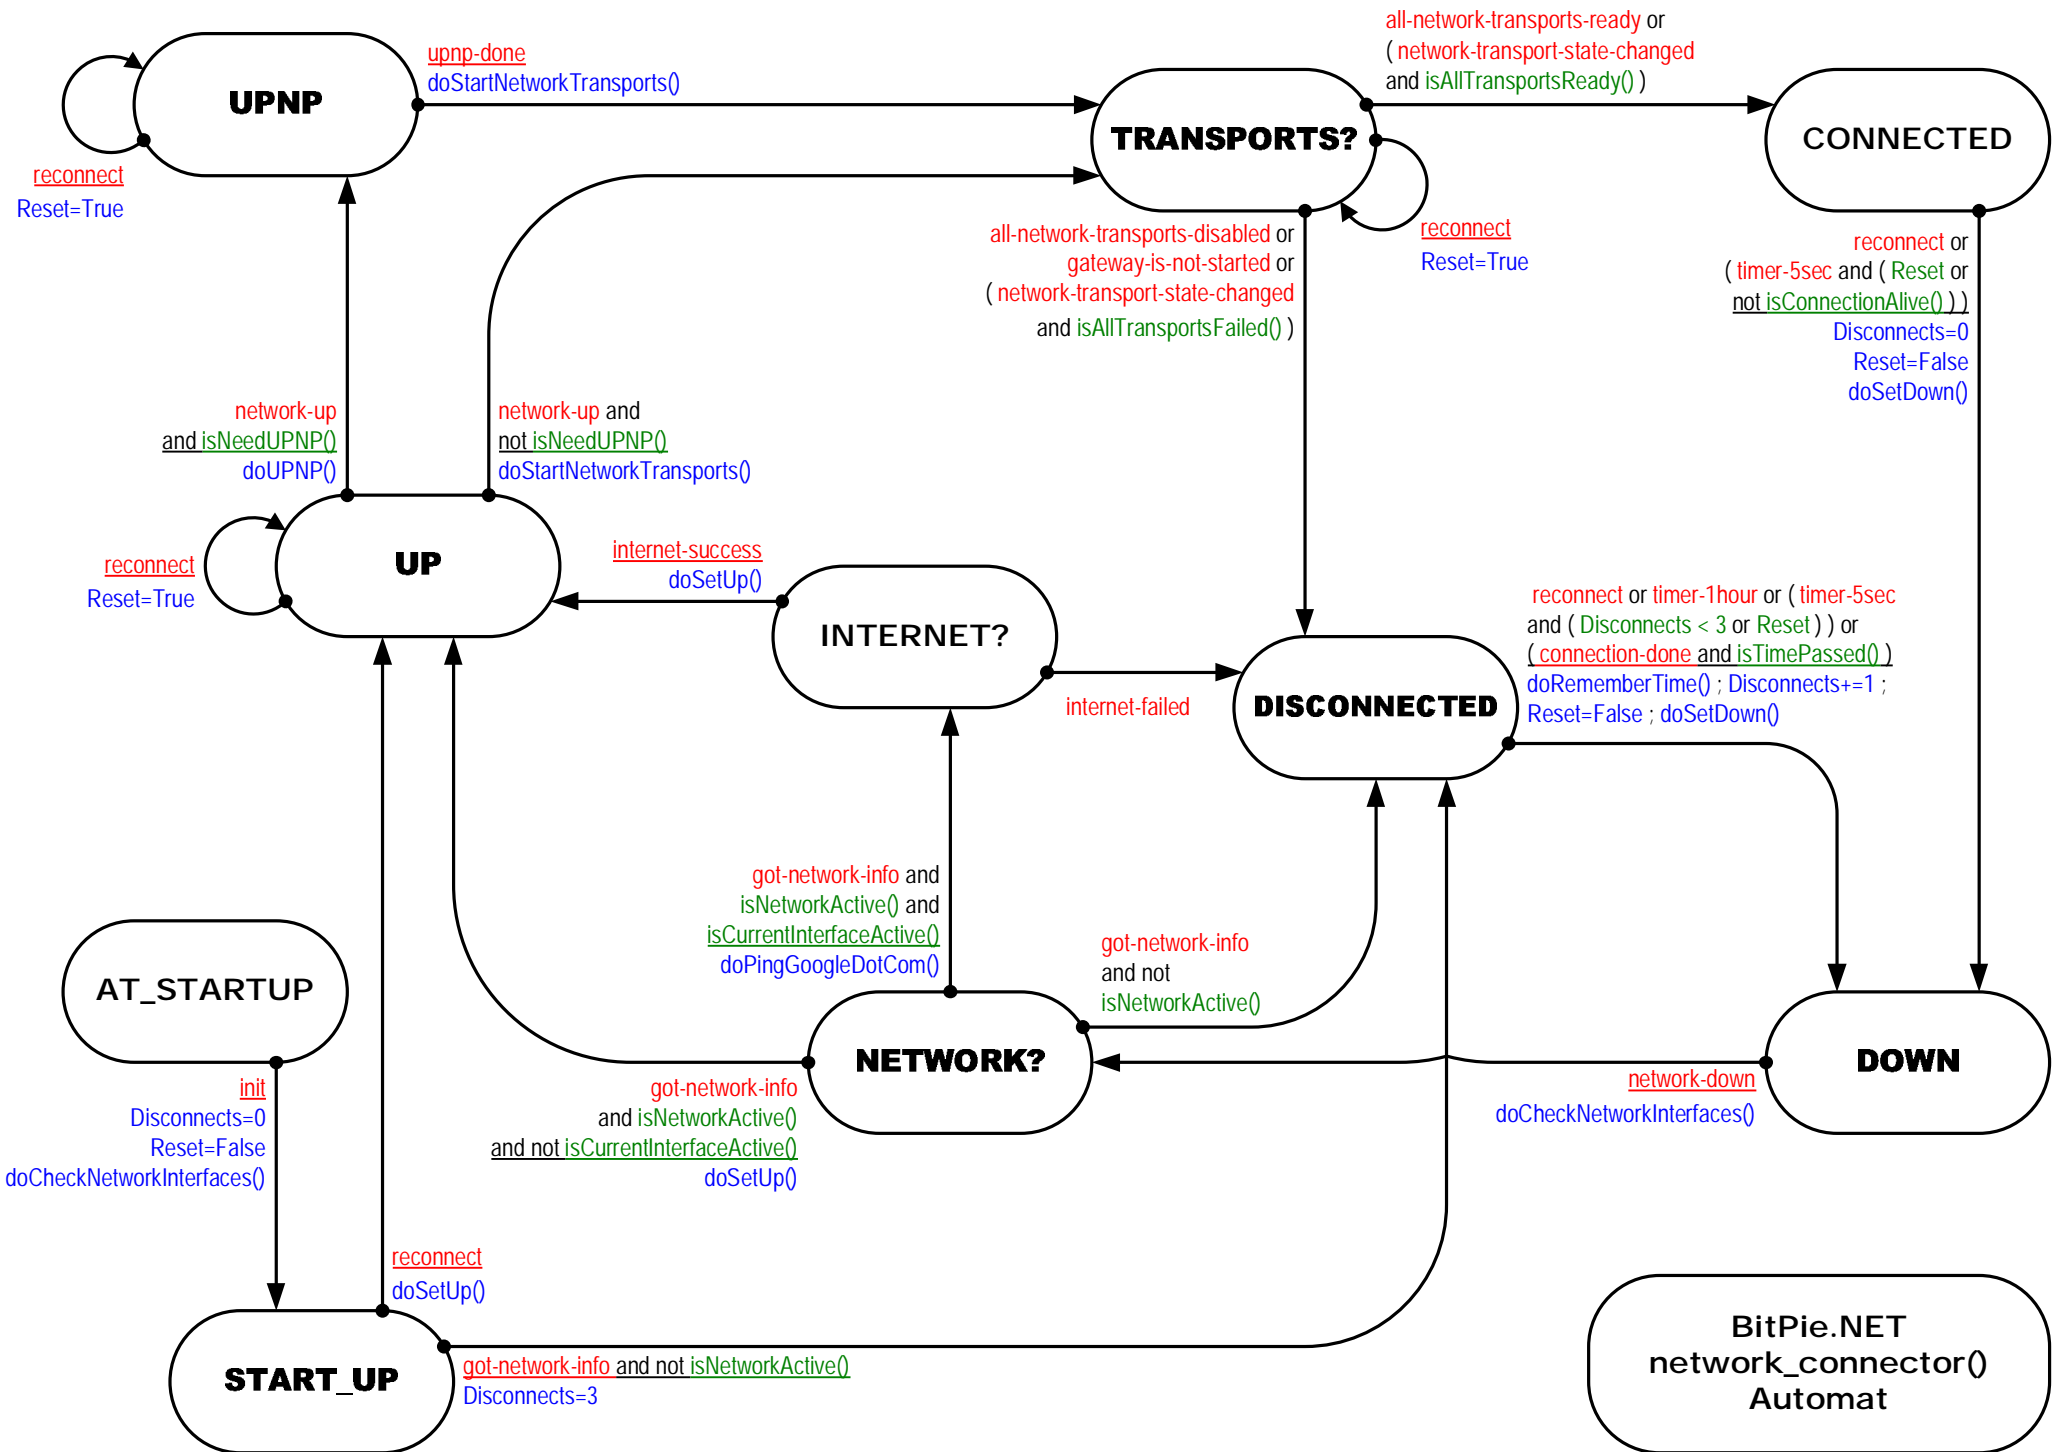 UPNP
upnp-done
doStartNetworkTransports()
reconnect
Reset=True
TRANSPORTS?
all-network-transports-ready or
( network-transport-state-changed
and isAllTransportsReady() )
CONNECTED
reconnect
Reset=True
all-network-transports-disabled or
gateway-is-not-started or
( network-transport-state-changed
and isAllTransportsFailed() )
reconnect or
( timer-5sec and ( Reset or
not isConnectionAlive() ) )
Disconnects=0
Reset=False
doSetDown()
network-up
and isNeedUPNP()
doUPNP()
network-up and
not isNeedUPNP()
doStartNetworkTransports()
UP
reconnect
Reset=True
internet-success
doSetUp()
INTERNET?
internet-failed
DISCONNECTED
reconnect or timer-1hour or ( timer-5sec
and ( Disconnects < 3 or Reset ) ) or
( connection-done and isTimePassed() )
doRememberTime() ; Disconnects+=1 ;
Reset=False ; doSetDown()
got-network-info and
isNetworkActive() and
isCurrentInterfaceActive()
doPingGoogleDotCom()
got-network-info
and not
isNetworkActive()
AT_STARTUP
init
Disconnects=0
Reset=False
doCheckNetworkInterfaces()
NETWORK?
got-network-info
and isNetworkActive()
and not isCurrentInterfaceActive()
doSetUp()
DOWN
network-down
doCheckNetworkInterfaces()
reconnect
doSetUp()
START_UP
got-network-info and not isNetworkActive()
Disconnects=3
BitPie.NET
network_connector()
Automat